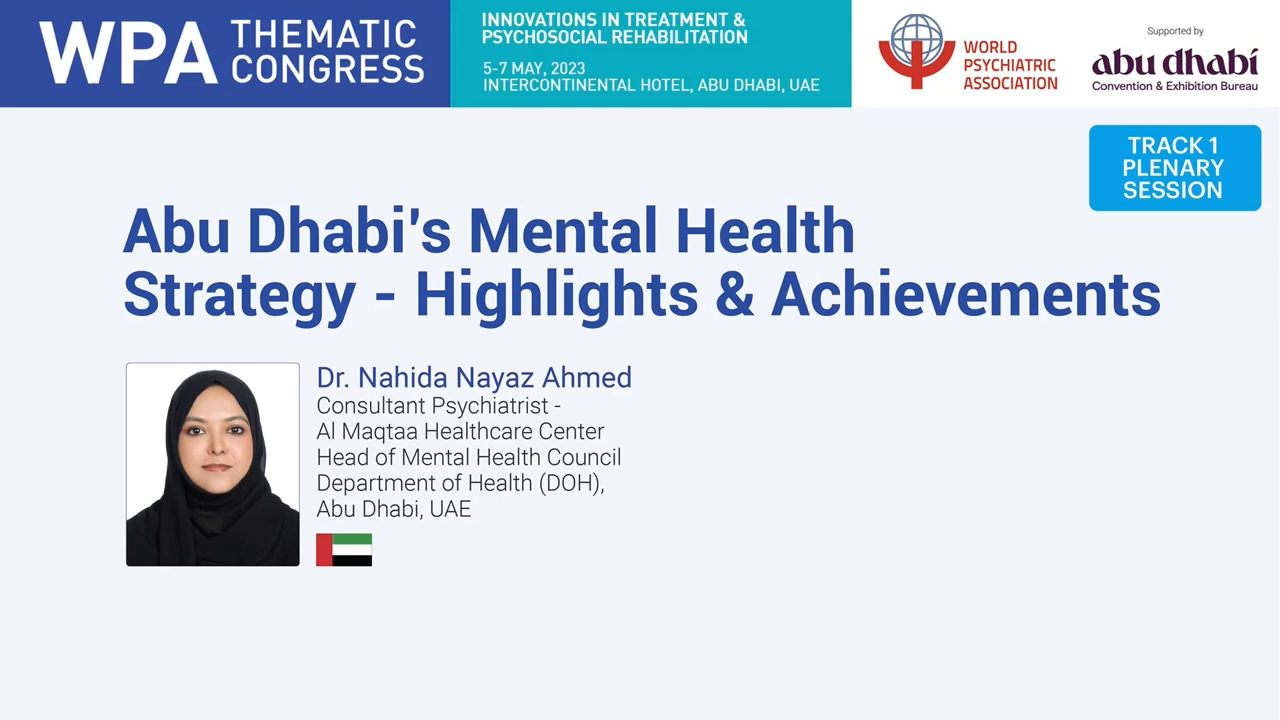 WPA THEMATIC CONGRESS
INNOVATIONS IN TREATMENT &
PSYCHOSOCIAL REHABILITATION
5-7 MAY, 2023
INTERCONTINENTAL HOTEL, ABU DHABI, UAE
WORLD
PSYCHIATRIC
ASSOCIATION
Supported by
abu dhabi
Convention & Exhibition Bureau
TRACK 1
PLENARY
SESSION
Abu Dhabi's Mental Health
Strategy - Highlights & Achievements
Dr. Nahida Nayaz Ahmed
Consultant Psychiatrist -
Al Maqtaa Healthcare Center
Head of Mental Health Council
Department of Health (DOH),
Abu Dhabi, UAE